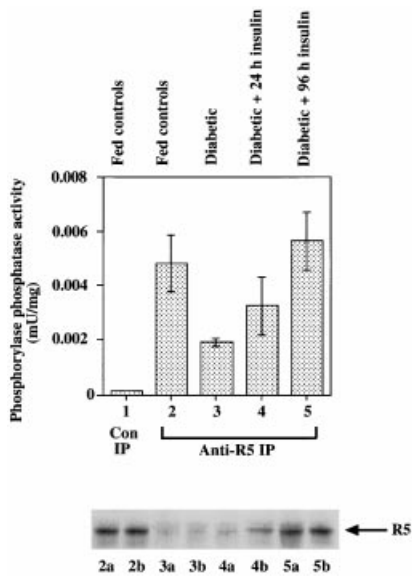 Fed controls
Fed controls
Diabetic
Diabetic + 24 h insulin
Diabetic + 96 h insulin
Phosphorylase phosphatase activity
(mU/mg)
0.008
0.006
0.004
0.002
0
1 2 3 4 5
Con
IP
Anti-R5 IP
R5
2a 2b 3a 3b 4a 4b 5a 5b